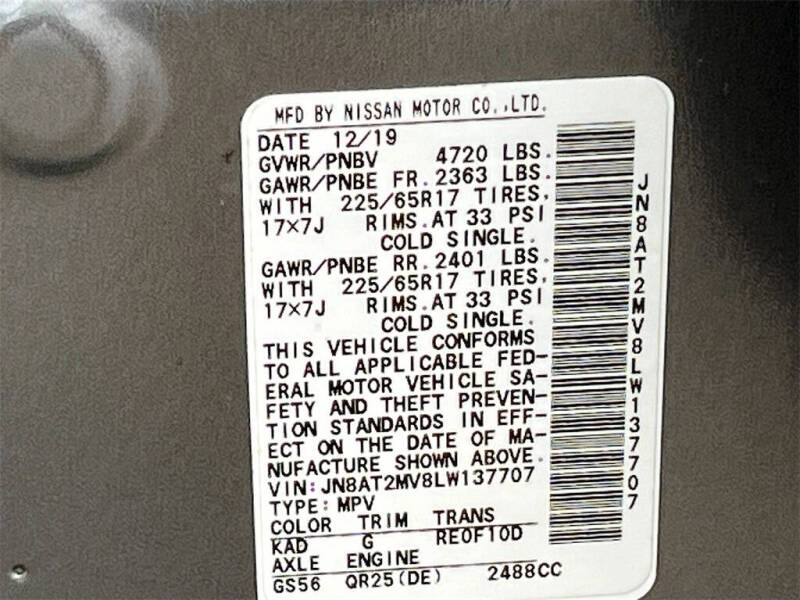 MFD BY NISSAN MOTOR CO.,LTD.
DATE 12/19
GVWR/PNBV 4720 LBS.
GAWR/PNBE FR. 2363 LBS.
WITH 225/65R17 TIRES,
17×7J RIMS.AT 33 PSI
COLD SINGLE.
GAWR/PNBE RR. 2401 LBS.
WITH 225/65R17 TIRES,
17×7J RIMS.AT 33 PSI
COLD SINGLE.
THIS VEHICLE CONFORMS
TO ALL APPLICABLE FED-
ERAL MOTOR VEHICLE SA-
FETY AND THEFT PREVEN-
TION STANDARDS IN EFF-
ECT ON THE DATE OF MA-
NUFACTURE SHOWN ABOVE.
VIN:JN8AT2MV8LW137707
TYPE:MPV
COLOR TRIM TRANS
KAD G RE0F10D
AXLE ENGINE
GS56 QR25(DE) 2488CC
JN8AT2MV8LW137707